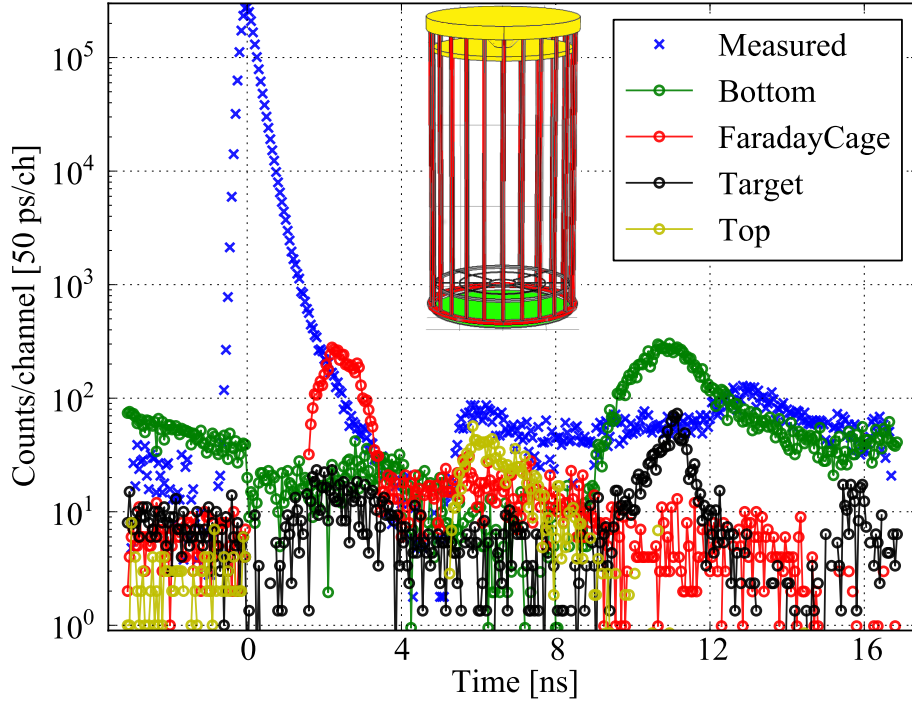 Counts/channel [50 ps/ch]
10^5
10^4
10^3
10^2
10^1
10^0
Measured
Bottom
FaradayCage
Target
Top
0 4 8 12 16
Time [ns]